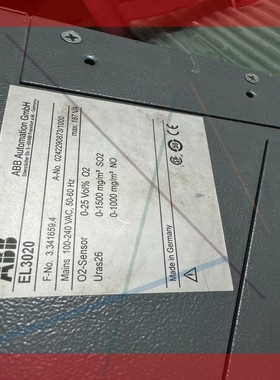 ABB Automation GmbH
ABB
EL3020
F-No. 3.341659.4
A-No. 0242290873/1000
Mains 100-240 VAC, 50-60 Hz
max. 187 VA
O2-Sensor 0-25 Vol% O2
Uras26 0-1500 mg/m³ SO2
0-1000 mg/m³ NO
Made in Germany